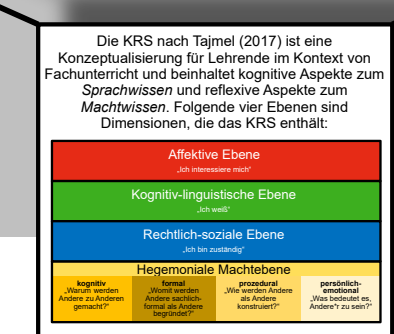 Die KRS nach Tajmel (2017) ist eine
Konzeptualisierung für Lehrende im Kontext von
Fachunterricht und beinhaltet kognitive Aspekte zum
Sprachwissen und reflexive Aspekte zum
Machtwissen. Folgende vier Ebenen sind
Dimensionen, die das KRS enthält:
Affektive Ebene
„Ich interessiere mich“
Kognitiv-linguistische Ebene
„Ich weiß“
Rechtlich-soziale Ebene
„Ich bin zuständig“
Hegemoniale Machtebene
kognitiv
„Warum werden
Andere zu Anderen
gemacht?“
formal
„Womit werden
Andere sachlich-
formal als Andere
begründet?“
prozedural
„Wie werden Andere
als Andere
konstruiert?“
persönlich-
emotional
„Was bedeutet es,
Andere*r zu sein?“